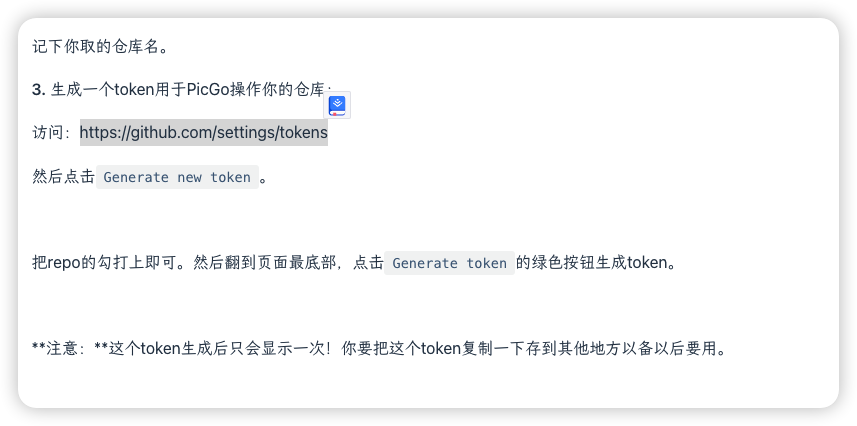 记下你取的仓库名。
3. 生成一个token用于PicGo操作你的仓库：
访问：https://github.com/settings/tokens
然后点击 Generate new token 。
把repo的勾打上即可。然后翻到页面最底部，点击 Generate token 的绿色按钮生成token。
**注意：**这个token生成后只会显示一次！你要把这个token复制一下存到其他地方以备以后要用。